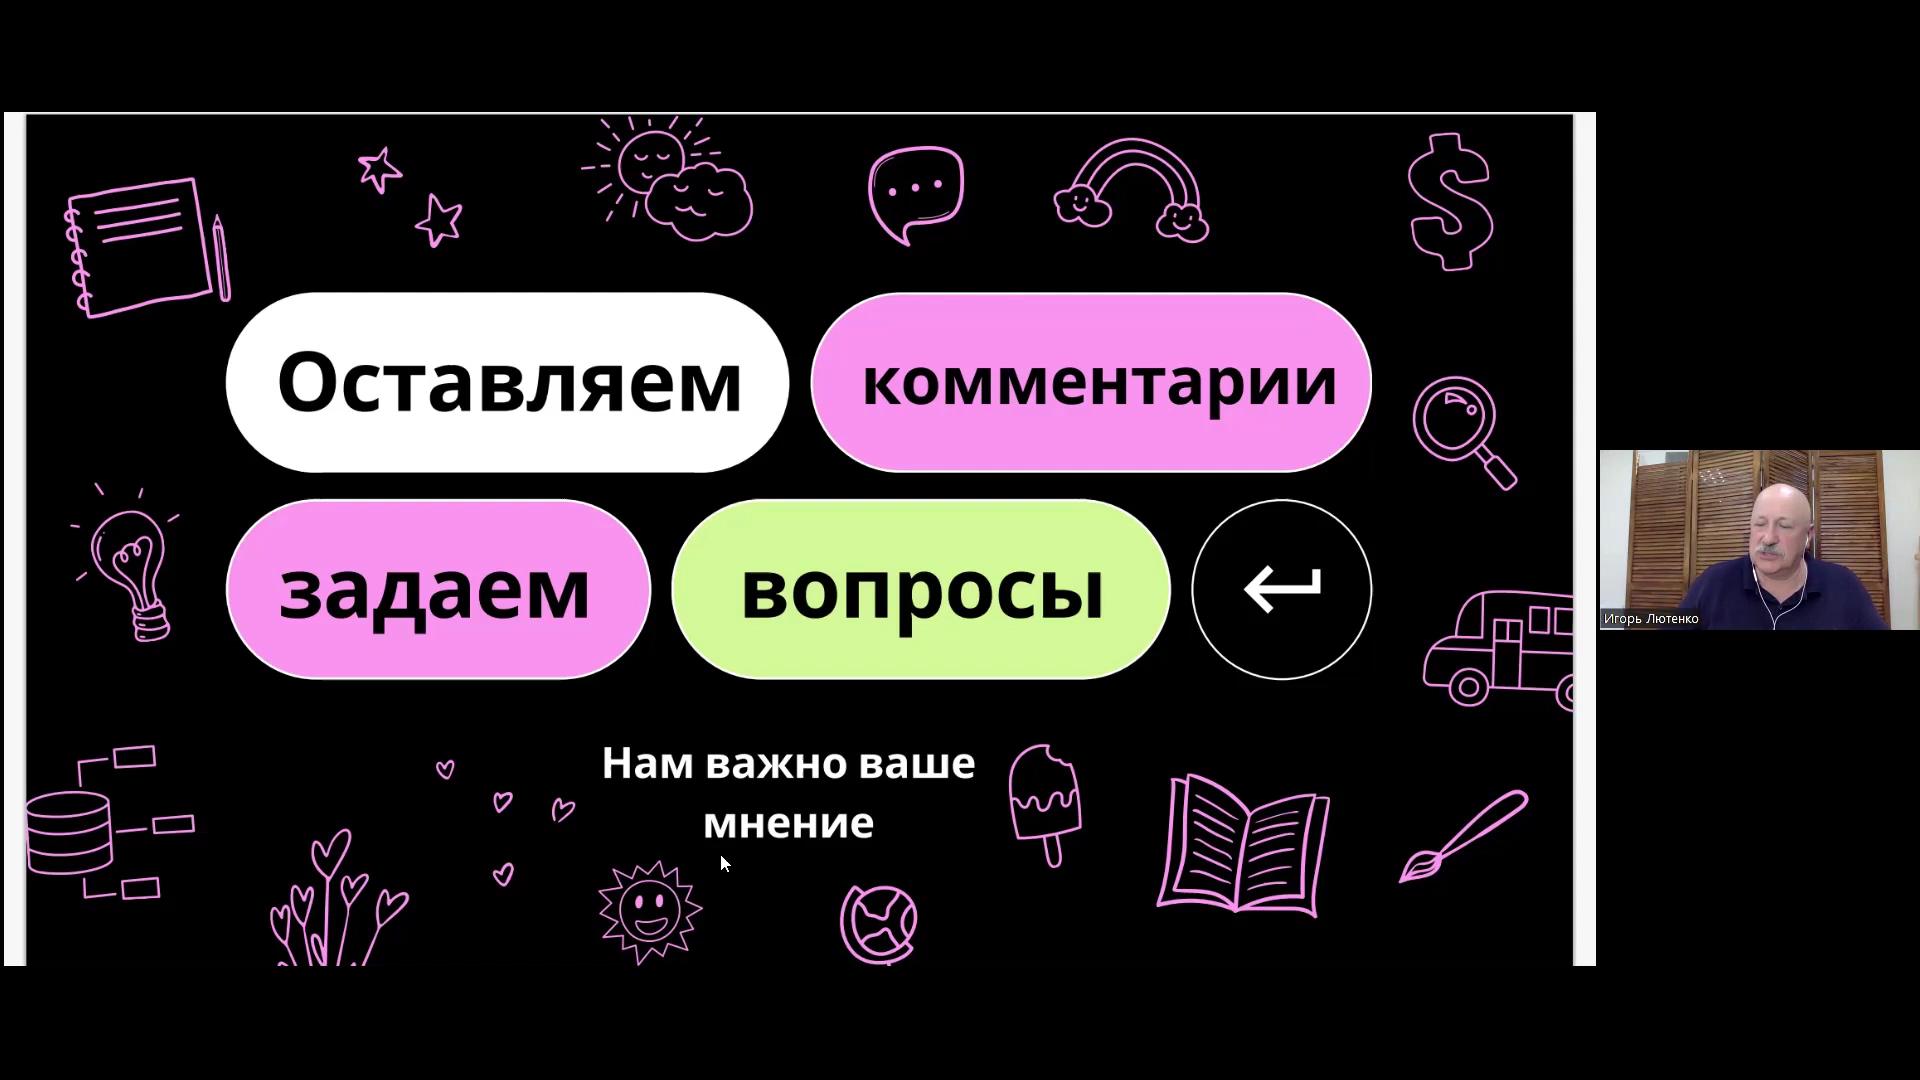 Оставляем
комментарии
задаем
вопросы
Нам важно ваше
мнение
Игорь Лютенко